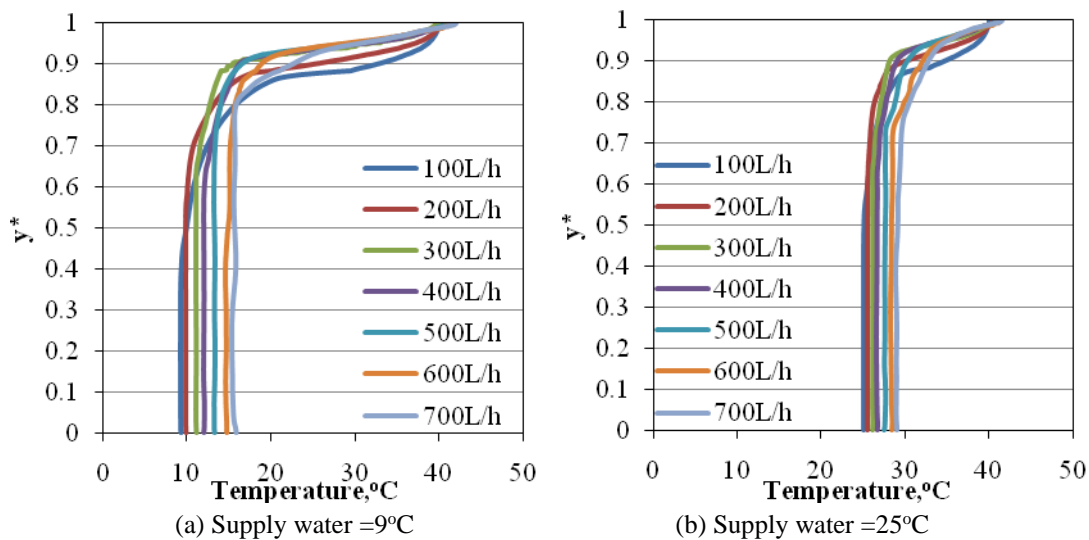 1
0.9
0.8
0.7
0.6
0.5
0.4
0.3
0.2
0.1
0
y*
100L/h
200L/h
300L/h
400L/h
500L/h
600L/h
700L/h
0 10 20 30 40 50
Temperature,ºC
(a) Supply water =9ºC
1
0.9
0.8
0.7
0.6
0.5
0.4
0.3
0.2
0.1
0
y*
100L/h
200L/h
300L/h
400L/h
500L/h
600L/h
700L/h
0 10 20 30 40 50
Temperature,ºC
(b) Supply water =25ºC